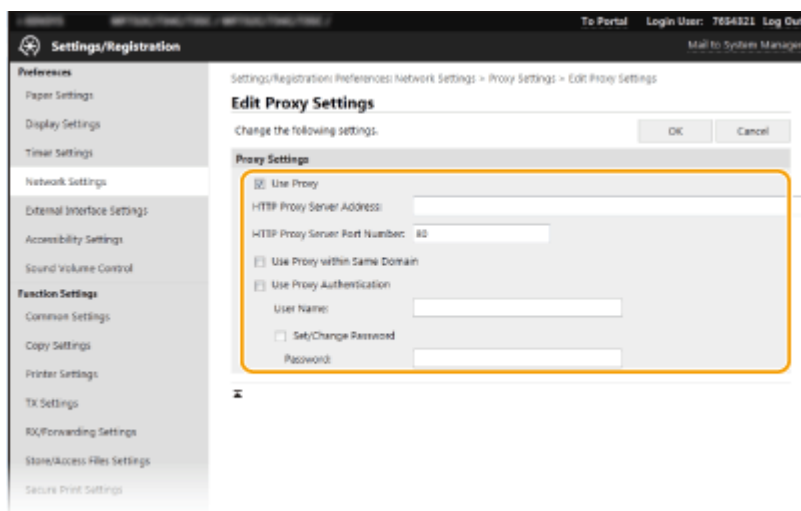 To Portal Login User: 7654321 Log Out
Settings/Registration
Mail to System Manager
Preferences
Paper Settings
Display Settings
Timer Settings
Network Settings
External Interface Settings
Accessibility Settings
Sound Volume Control
Function Settings
Common Settings
Copy Settings
Printer Settings
TX Settings
RX/Forwarding Settings
Store/Access Files Settings
Secure Print Settings
Settings/Registration: Preferences: Network Settings > Proxy Settings > Edit Proxy Settings
Edit Proxy Settings
Change the following settings.
OK
Cancel
Proxy Settings
Use Proxy
HTTP Proxy Server Address:
HTTP Proxy Server Port Number: 80
Use Proxy within Same Domain
Use Proxy Authentication
User Name:
Set/Change Password
Password: